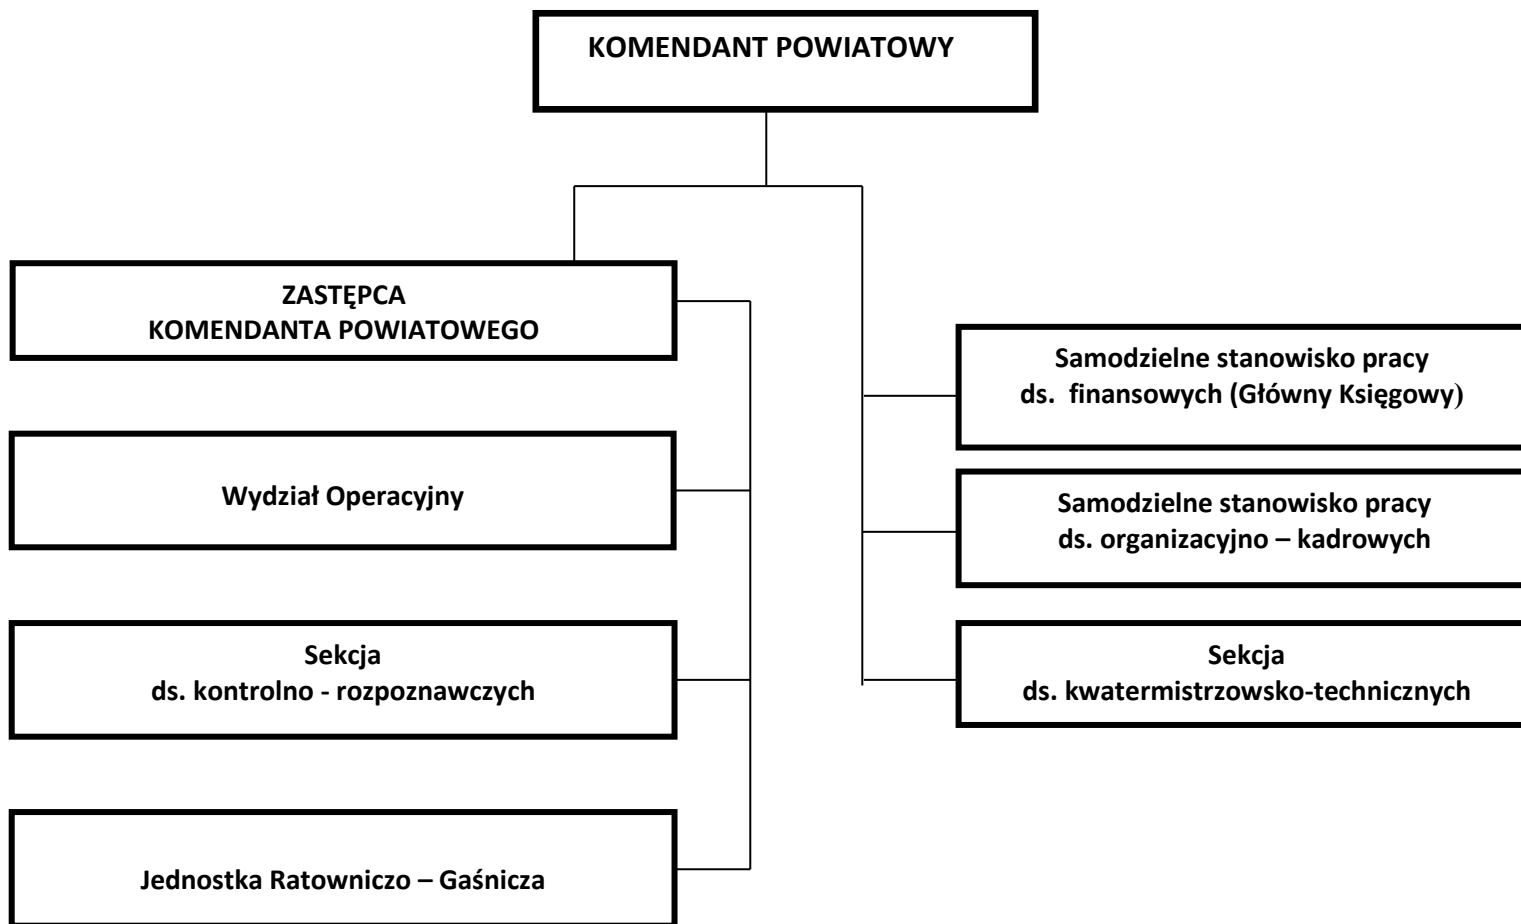 KOMENDANT POWIATOWY
ZASTĘPCA
KOMENDANTA POWIATOWEGO
Wydział Operacyjny
Sekcja
ds. kontrolno - rozpoznawczych
Jednostka Ratowniczo – Gaśnicza
Samodzielne stanowisko pracy
ds. finansowych (Główny Księgowy)
Samodzielne stanowisko pracy
ds. organizacyjno – kadrowych
Sekcja
ds. kwatermistrzowsko-technicznych